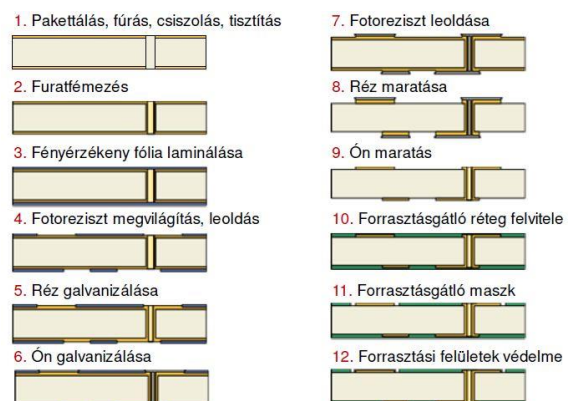 1. Pakettálás, fúrás, csiszolás, tisztítás
2. Furatfémezés
3. Fényérzékeny fólia laminálása
4. Fotoreziszt megvilágítás, leoldás
5. Réz galvanizálása
6. Ón galvanizálása
7. Fotoreziszt leoldása
8. Réz maratása
9. Ón maratás
10. Forrasztásgátló réteg felvitele
11. Forrasztásgátló maszk
12. Forrasztási felületek védelme